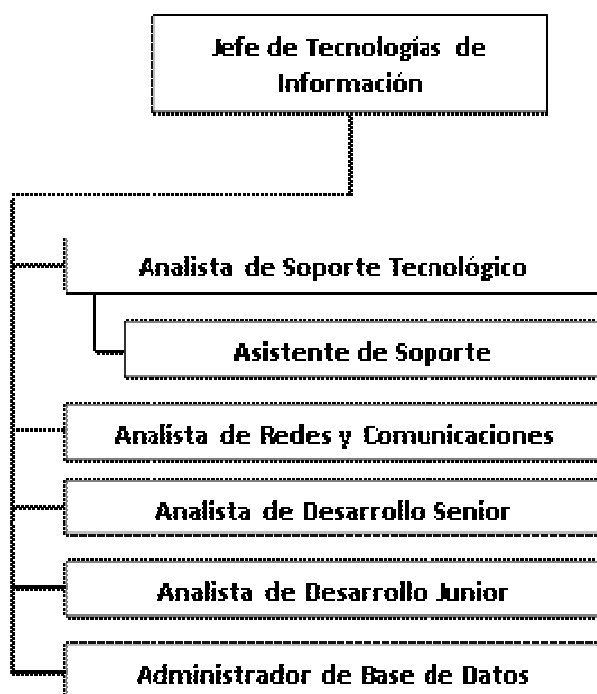 Jefe de Tecnologías de
Información
Analista de Soporte Tecnológico
Asistente de Soporte
Analista de Redes y Comunicaciones
Analista de Desarrollo Senior
Analista de Desarrollo Junior
Administrador de Base de Datos